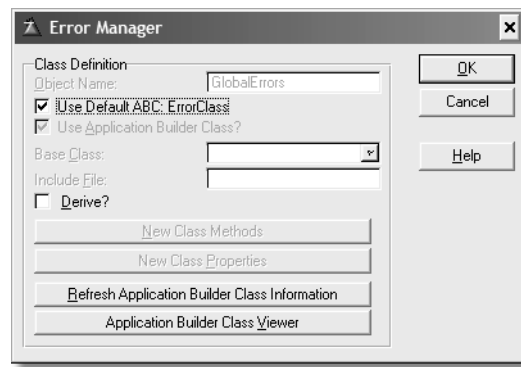 Error Manager
Class Definition
Object Name: GlobalErrors
Use Default ABC: ErrorClass
Use Application Builder Class?
Base Class:
Include File:
Derive?
New Class Methods
New Class Properties
Refresh Application Builder Class Information
Application Builder Class Viewer
OK
Cancel
Help